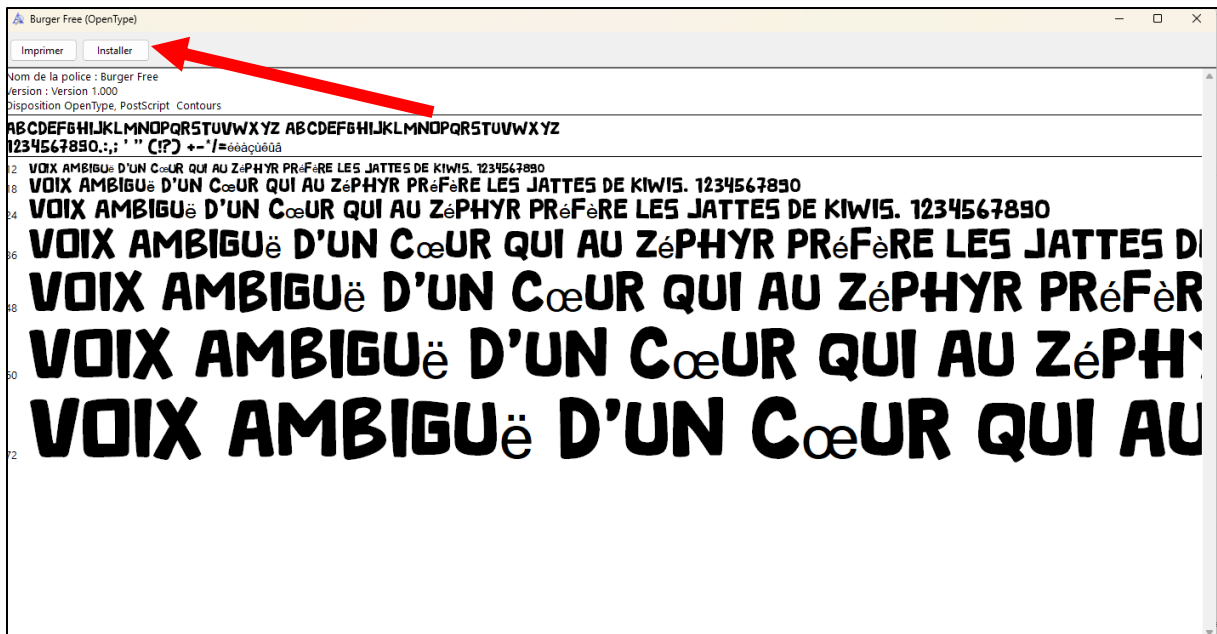 Burger Free (OpenType)
Imprimer Installer
Nom de la police : Burger Free
Version : Version 1.000
Disposition OpenType, PostScript Contours
ABCDEFGHIJKLMNOPQRSTUVWXYZ ABCDEFGHIJKLMNOPQRSTUVWXYZ
1234567890.:,; ' " (!?) +-*/=éèàçùêûâ
12 VOIX AMBIGUë D'UN CœUR QUI AU ZéPHYR PRéFèRE LES JATTES DE KIWIS. 1234567890
18 VOIX AMBIGUë D'UN CœUR QUI AU ZéPHYR PRéFèRE LES JATTES DE KIWIS. 1234567890
24 VOIX AMBIGUë D'UN CœUR QUI AU ZéPHYR PRéFèRE LES JATTES DE KIWIS. 1234567890
36 VOIX AMBIGUë D'UN CœUR QUI AU ZéPHYR PRéFèRE LES JATTES D
48 VOIX AMBIGUë D'UN CœUR QUI AU ZéPHYR PRéFèR
60 VOIX AMBIGUë D'UN CœUR QUI AU ZéPH
72 VOIX AMBIGUë D'UN CœUR QUI AU